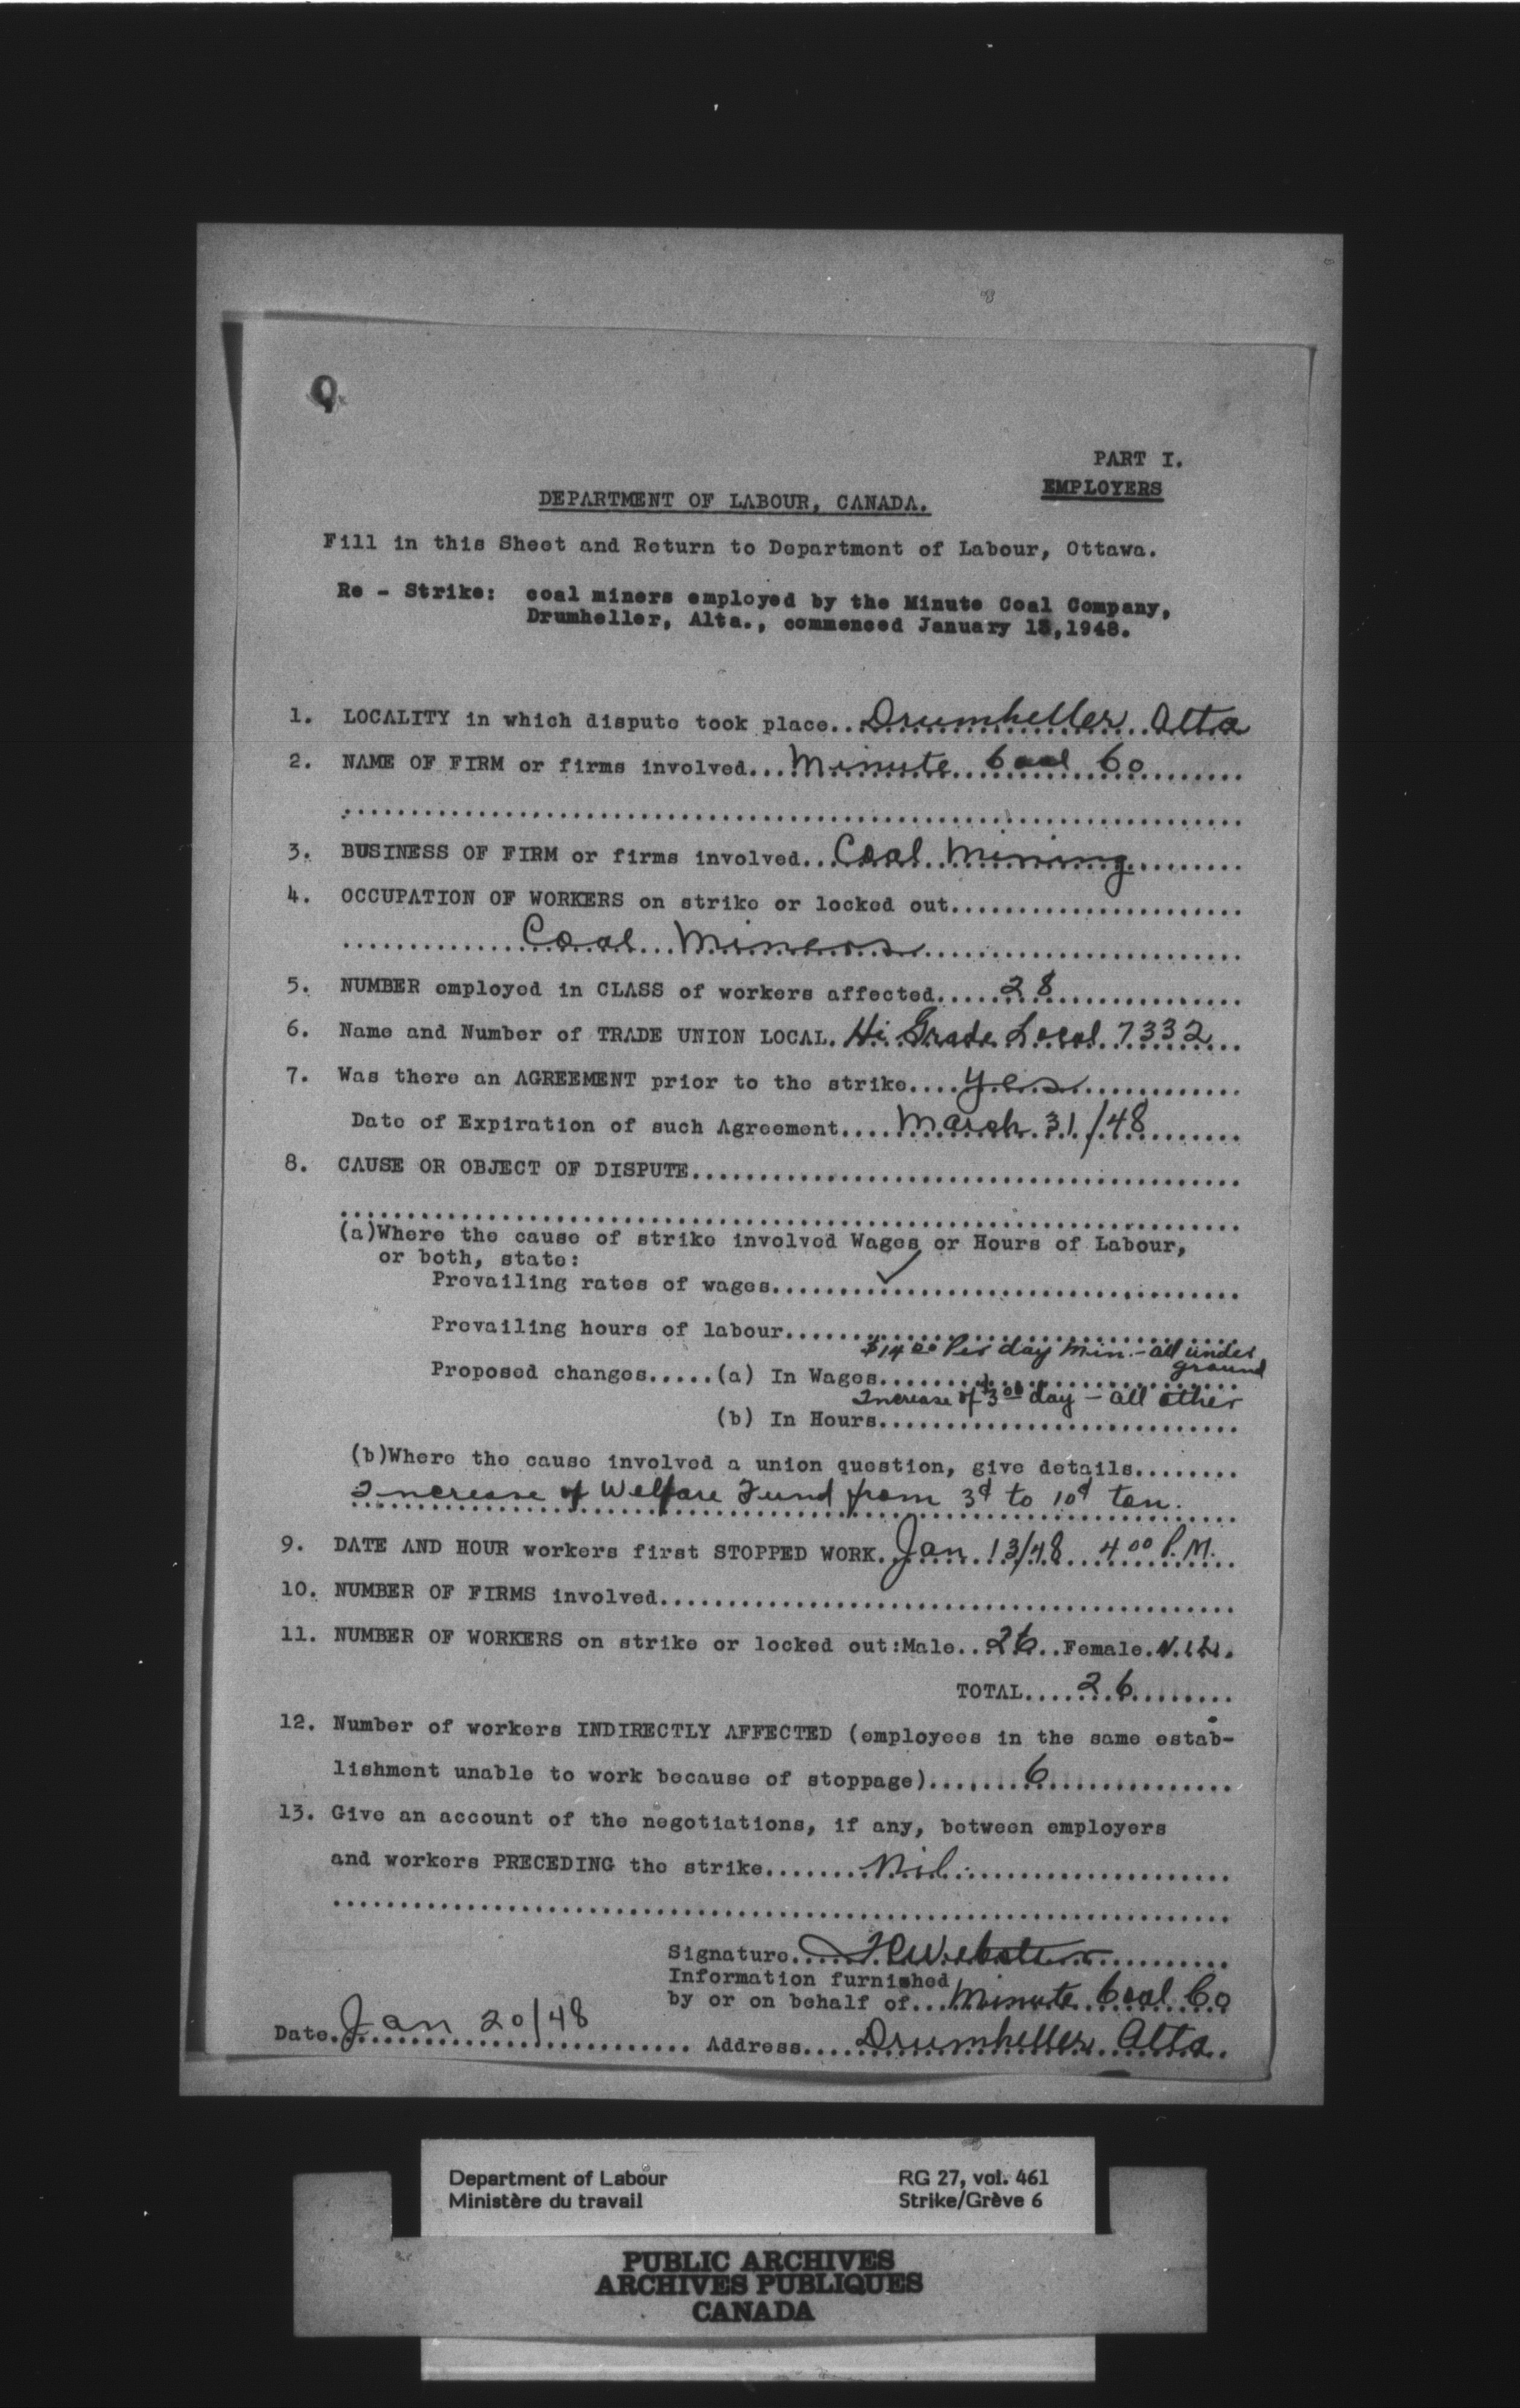 Q
PART I.
EMPLOYERS
DEPARTMENT OF LABOUR, CANADA.
Fill in this Sheet and Return to Department of Labour, Ottawa.
Re - Strike: coal miners employed by the Minute Coal Company,
Drumheller, Alta., commenced January 13,1948.
1. LOCALITY in which dispute took place..Drumheller Alta
2. NAME OF FIRM or firms involved...Minute Coal Co
3. BUSINESS OF FIRM or firms involved..Coal Mining
4. OCCUPATION OF WORKERS on strike or locked out
Coal Miners
5. NUMBER employed in CLASS of workers affected.....28
6. Name and Number of TRADE UNION LOCAL. Hi Grade Local 7332
7. Was there an AGREEMENT prior to the strike....yes
Date of Expiration of such Agreement....March 31/48
8. CAUSE OR OBJECT OF DISPUTE
(a)Where the cause of strike involved Wages or Hours of Labour,
or both, state:
Prevailing rates of wages ✓
Prevailing hours of labour
$14 00 Per day Min. - all under
ground
Proposed changes.....(a) In Wages
Increase of $3 00 day - all other
(b) In Hours
(b)Where the cause involved a union question, give details
Increase of Welfare Fund from 3¢ to 10¢ ton.
9. DATE AND HOUR workers first STOPPED WORK. Jan 13/48 4 00 P.M.
10. NUMBER OF FIRMS involved
11. NUMBER OF WORKERS on strike or locked out:Male..26..Female.Nil.
TOTAL....26
12. Number of workers INDIRECTLY AFFECTED (employees in the same estab-
lishment unable to work because of stoppage).......6
13. Give an account of the negotiations, if any, between employers
and workers PRECEDING the strike.......Nil.
Signature. H Webster
Information furnished
by or on behalf of...Minute Coal Co
Date. Jan 20/48
Address....Drumheller Alta.
Department of Labour
Ministère du travail
RG 27, vol. 461
Strike/Grève 6
PUBLIC ARCHIVES
ARCHIVES PUBLIQUES
CANADA